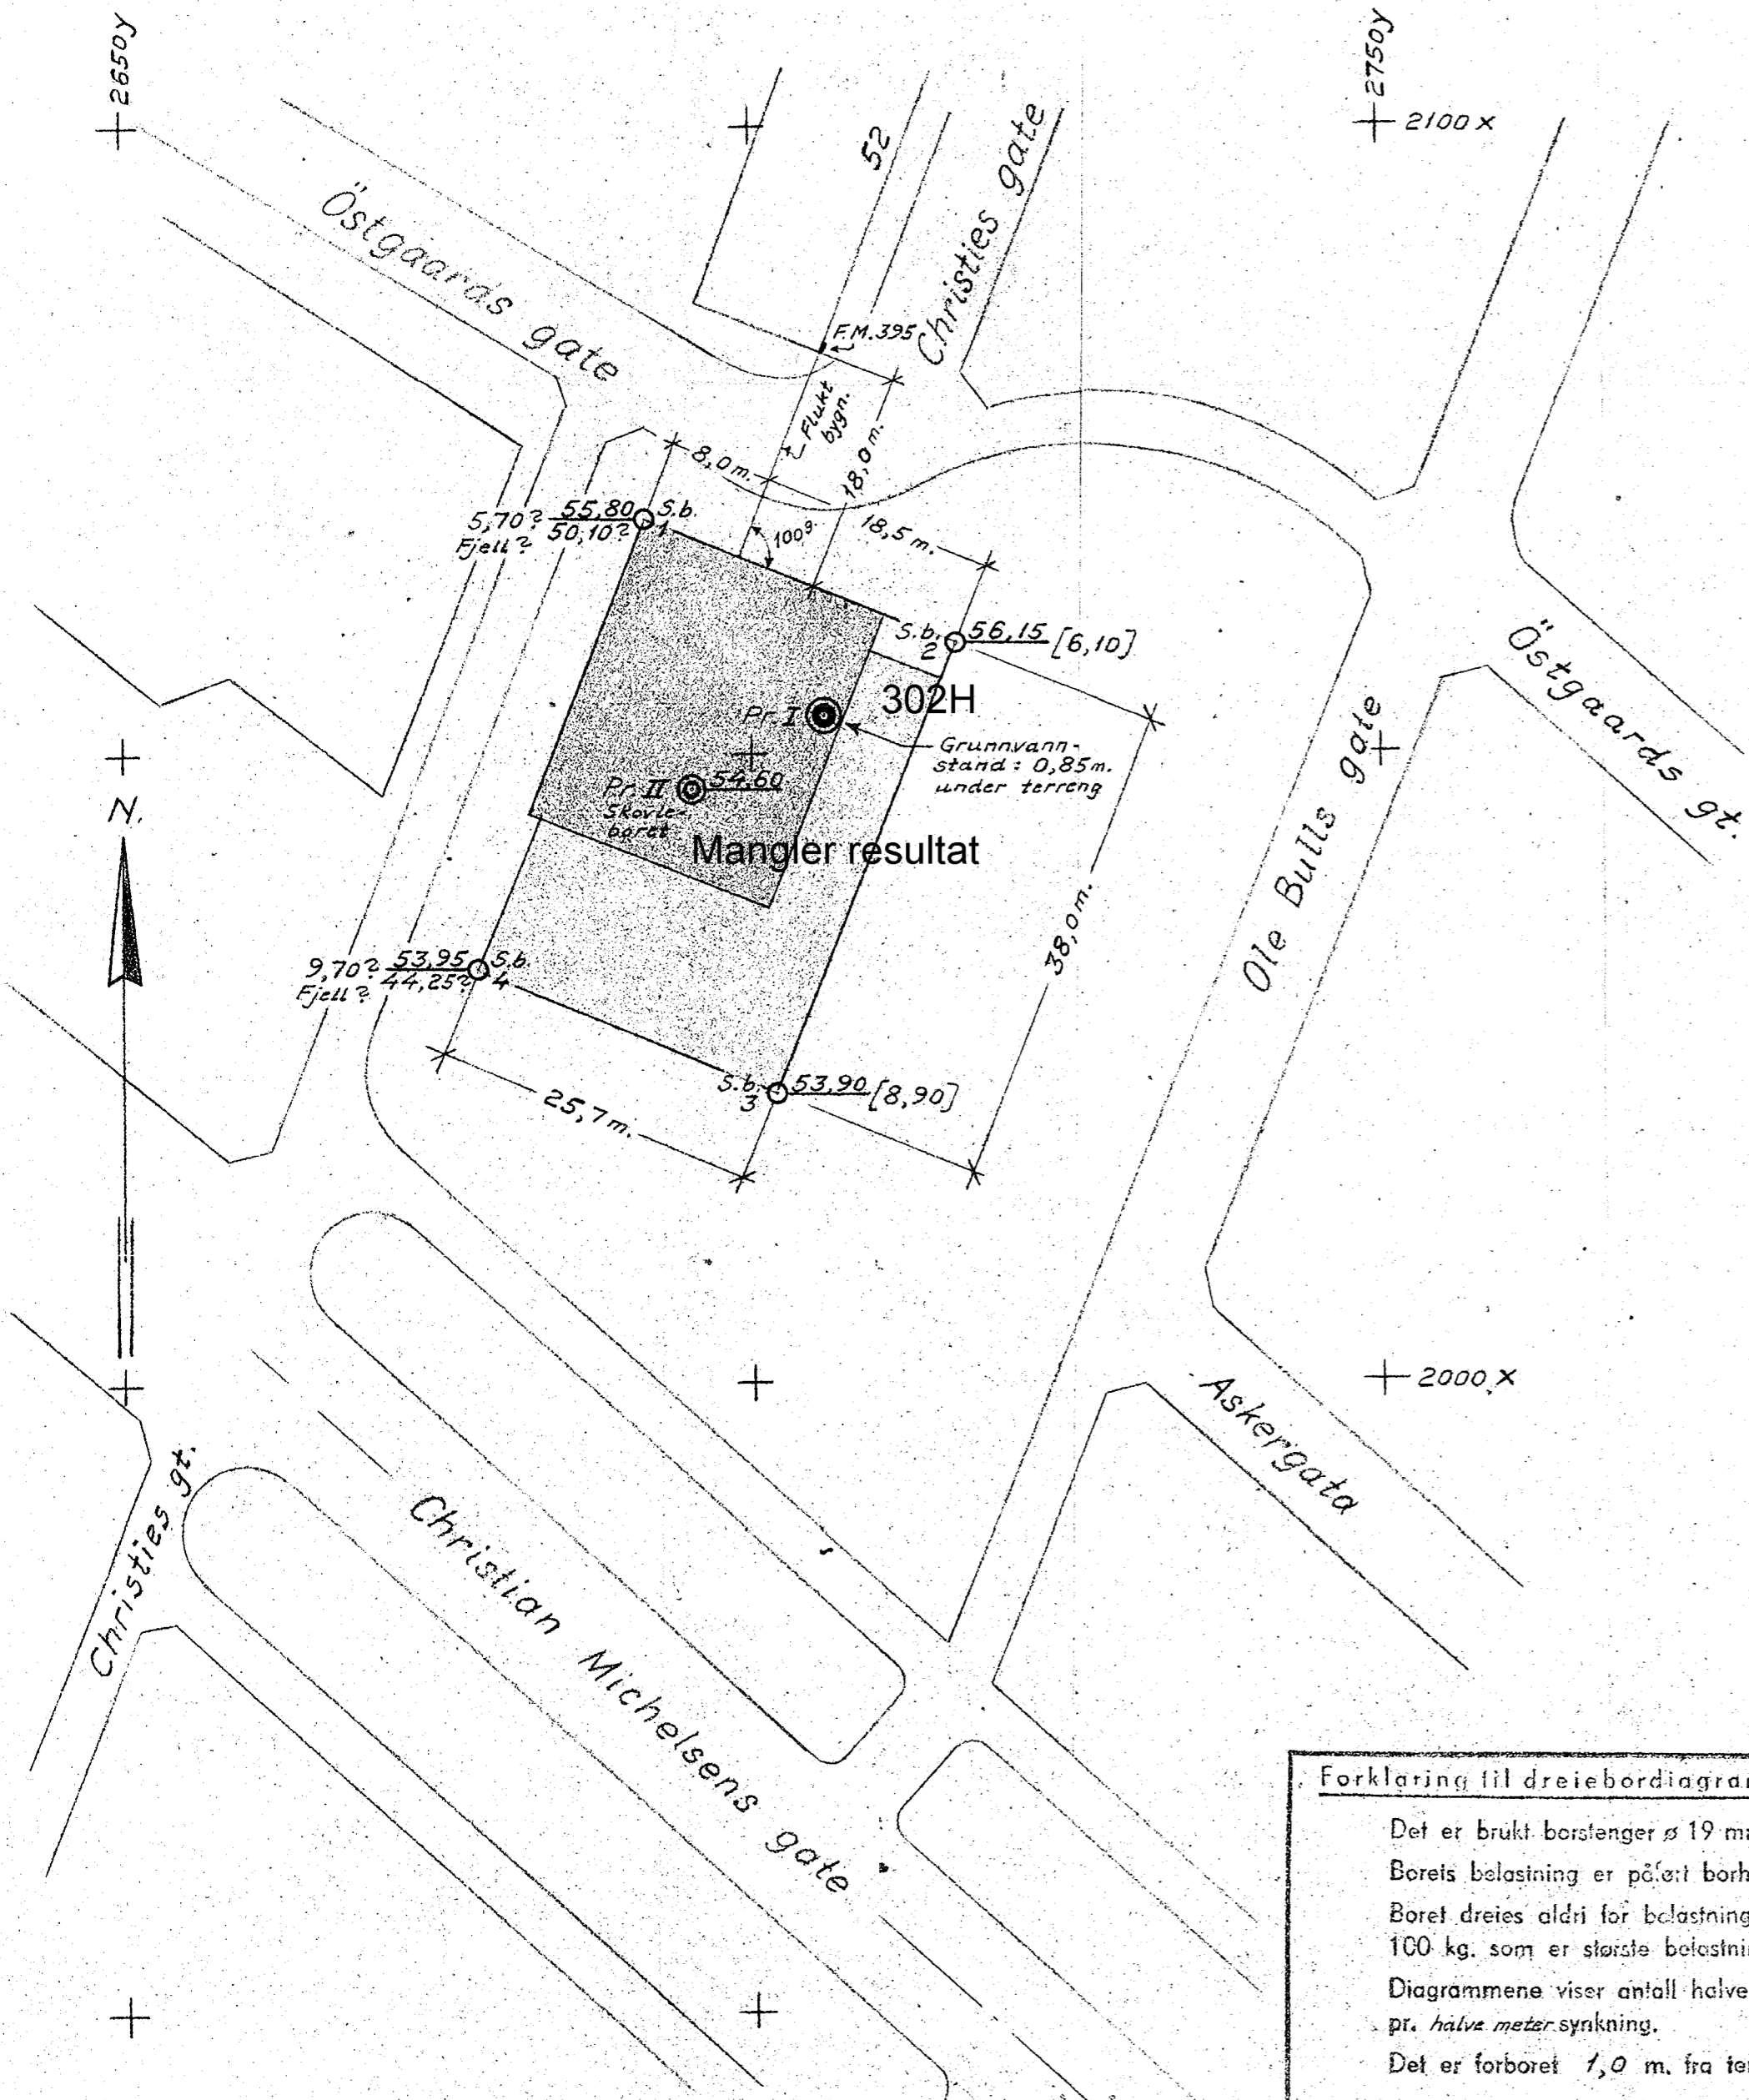 2650y
2750y
2100 x
52
Christies gate
Östgaards gate
F.M. 395
Flukt
bygn.
8,0 m.
18,0 m.
5,70? 55,80 S.b.
Fjell? 50,10? 1
100g
18,5 m.
S.b. 56,15 [6,10]
2
302H
Pr. I
Grunnvann-
stand : 0,85 m.
under terreng
Pr. II 54,60
Skovle-
boret
Mangler resultat
Östgaards gt.
Ole Bulls gate
N.
38,0 m.
9,70? 53,95 S.b.
Fjell? 44,25? 4
S.b. 53,90 [8,90]
3
25,7 m.
2000 x
Askergata
Christies gt.
Christian Michelsens gate
Forklaring til dreiebordiagra
Det er brukt borstenger ø 19 m
Borets belastning er påført borh
Boret dreies aldri før belastning
100 kg. som er største belastni
Diagrammene viser antall halve
pr. halve meter synkning.
Det er forboret 1,0 m. fra te